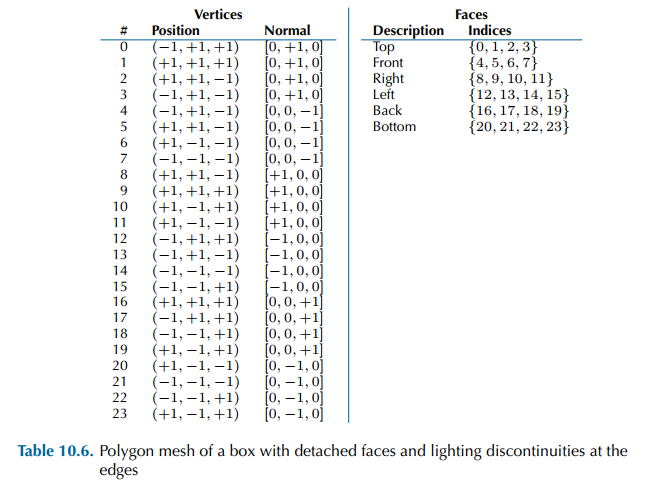 Vertices Faces
# Position Normal Description Indices
0 (−1, +1, +1) [0, +1, 0] Top {0, 1, 2, 3}
1 (+1, +1, +1) [0, +1, 0] Front {4, 5, 6, 7}
2 (+1, +1, −1) [0, +1, 0] Right {8, 9, 10, 11}
3 (−1, +1, −1) [0, +1, 0] Left {12, 13, 14, 15}
4 (−1, +1, −1) [0, 0, −1] Back {16, 17, 18, 19}
5 (+1, +1, −1) [0, 0, −1] Bottom {20, 21, 22, 23}
6 (+1, −1, −1) [0, 0, −1]
7 (−1, −1, −1) [0, 0, −1]
8 (+1, +1, −1) [+1, 0, 0]
9 (+1, +1, +1) [+1, 0, 0]
10 (+1, −1, +1) [+1, 0, 0]
11 (+1, −1, −1) [+1, 0, 0]
12 (−1, +1, +1) [−1, 0, 0]
13 (−1, +1, −1) [−1, 0, 0]
14 (−1, −1, −1) [−1, 0, 0]
15 (−1, −1, +1) [−1, 0, 0]
16 (+1, +1, +1) [0, 0, +1]
17 (−1, +1, +1) [0, 0, +1]
18 (−1, −1, +1) [0, 0, +1]
19 (+1, −1, +1) [0, 0, +1]
20 (+1, −1, −1) [0, −1, 0]
21 (−1, −1, −1) [0, −1, 0]
22 (−1, −1, +1) [0, −1, 0]
23 (+1, −1, +1) [0, −1, 0]
Table 10.6. Polygon mesh of a box with detached faces and lighting discontinuities at the
edges